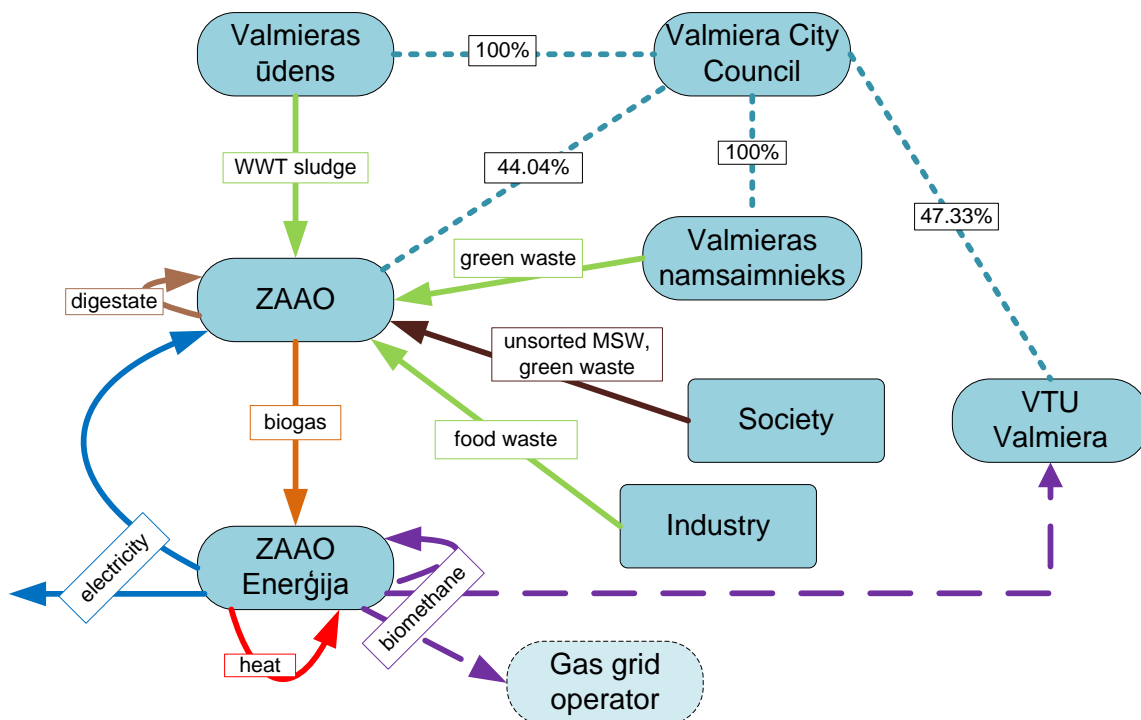 Valmieras
ūdens
100%
Valmiera City
Council
WWT sludge
44.04%
100%
47.33%
green waste
Valmieras
namsaimnieks
digestate
ZAAO
unsorted MSW,
green waste
biogas
food waste
Society
VTU
Valmiera
Industry
electricity
ZAAO
Enerģija
biomethane
heat
Gas grid
operator